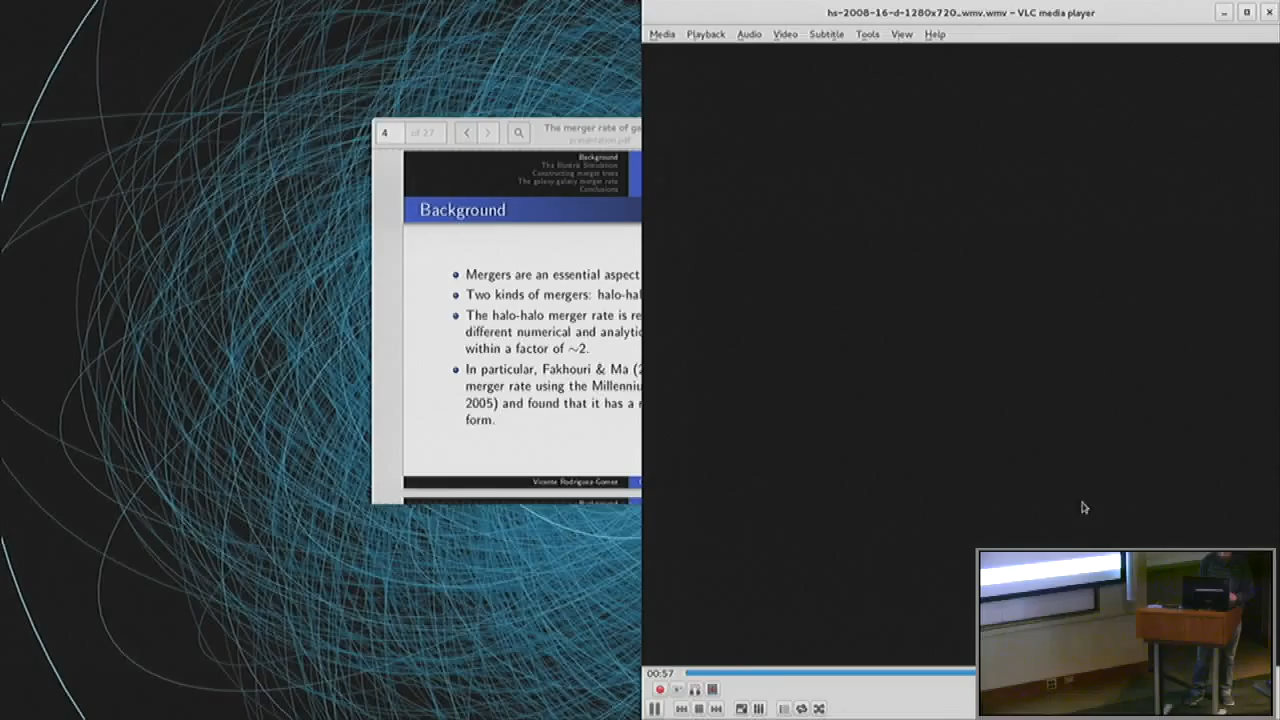 hs-2008-16-d-1280x720_wmv.wmv - VLC media player
Media Playback Audio Video Subtitle Tools View Help
4 of 27
The merger rate of ga
presentation.pdf
Background
The Illustris Simulation
Constructing merger trees
The galaxy galaxy merger rate
Conclusions
Background
Mergers are an essential aspect
Two kinds of mergers: halo-hal
The halo-halo merger rate is re
different numerical and analytic
within a factor of ~2.
In particular, Fakhouri & Ma (2
merger rate using the Millenniu
2005) and found that it has a
form.
Vicente Rodriguez-Gomez
Background
00:57